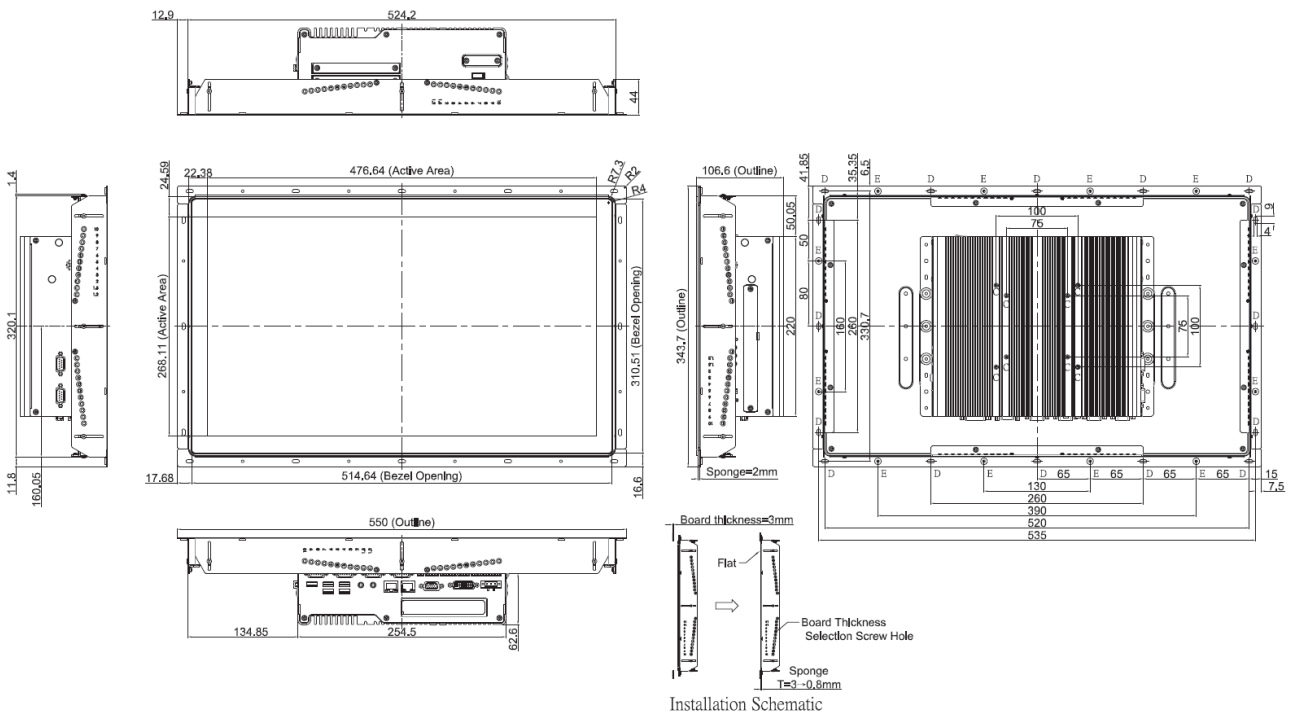 12.9
524.2
44
1.4
24.59
22.38
476.64 (Active Area)
R7.3
R2
R4
320.1
268.11 (Active Area)
310.51 (Bezel Opening)
11.8
160.05
17.68
514.64 (Bezel Opening)
16.6
106.6 (Outline)
50.05
343.7 (Outline)
220
Sponge=2mm
41.85
35.35
6.5
D E D E D E D E D
100
75
50
80
160
260
330.7
75
100
9
4
D
D
E
E
D
D
E
E
D
D
C
C
C
C
C
C
C
C
D E D E D E D E D
65 65 65 65
15
7.5
130
260
390
520
535
550 (Outline)
134.85
254.5
62.6
Board thickness=3mm
Flat
Board Thickness
Selection Screw Hole
Sponge
T=3→0.8mm
Installation Schematic